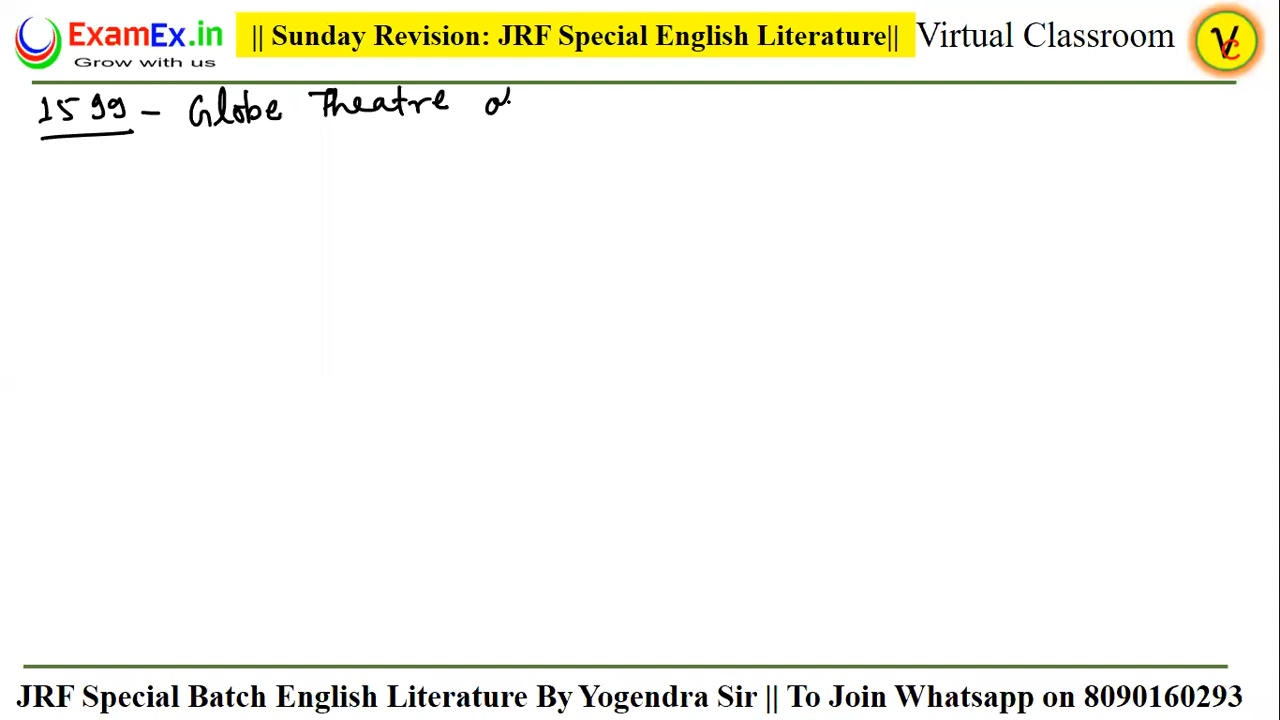 ExamEx.in
Grow with us
|| Sunday Revision: JRF Special English Literature||
Virtual Classroom
VC
1599 - Globe Theatre
JRF Special Batch English Literature By Yogendra Sir || To Join Whatsapp on 8090160293